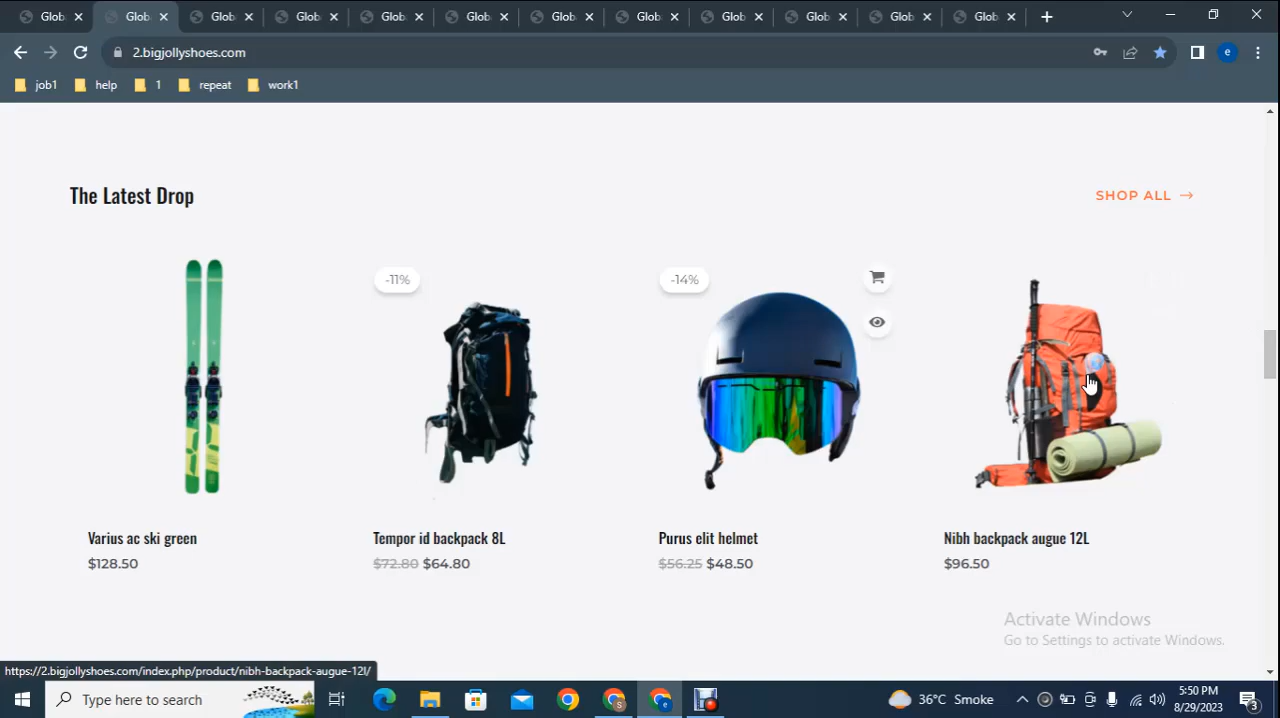 Glob Glob Glob Glob Glob Glob Glob Glob Glob Glob Glob Glob
2.bigjollyshoes.com
e
job1 help 1 repeat work1
The Latest Drop
SHOP ALL →
-11%
-14%
Varius ac ski green
Tempor id backpack 8L
Purus elit helmet
Nibh backpack augue 12L
$128.50
$72.80 $64.80
$56.25 $48.50
$96.50
Activate Windows
Go to Settings to activate Windows.
https://2.bigjollyshoes.com/index.php/product/nibh-backpack-augue-12l/
Type here to search
S
e
36°C Smoke
5:50 PM
8/29/2023
3